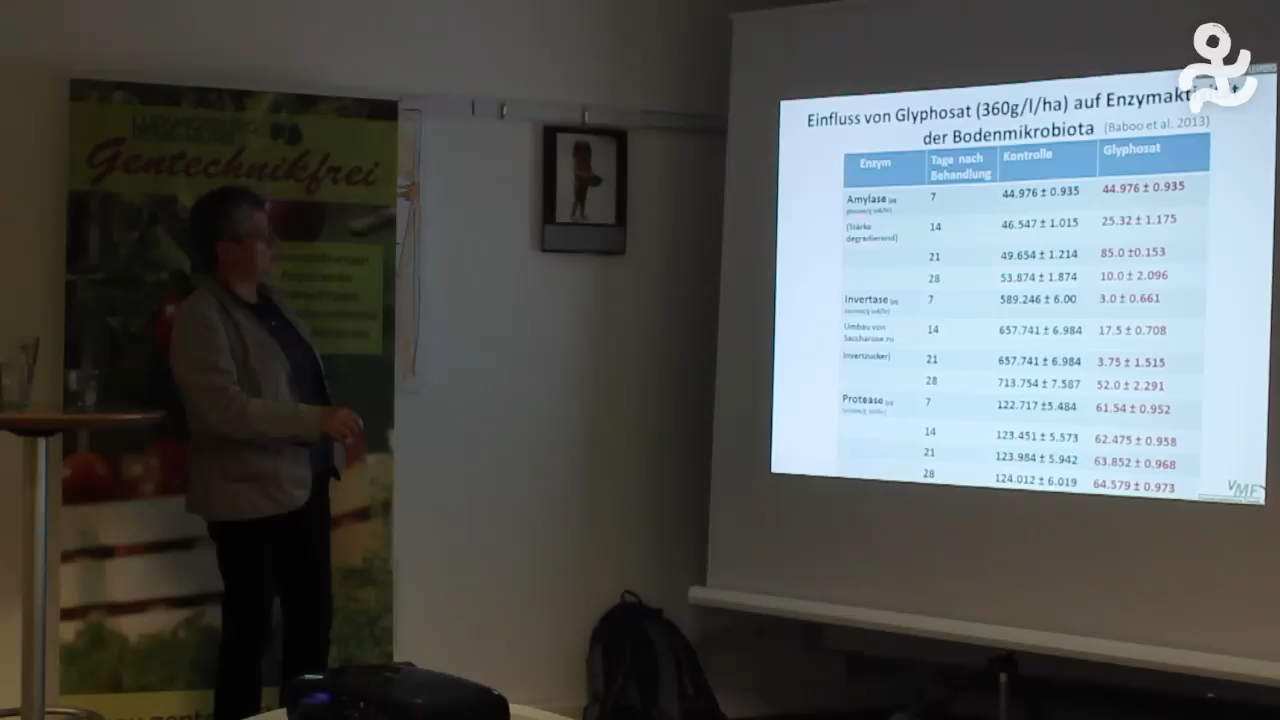 Gentechnikfrei
Einfluss von Glyphosat (360g/l/ha) auf
der Bodenmikrobiota (Baboo et al. 2013)
Enzym Tage nach Behandlung Kontrolle Glyphosat
Amylase 7 44.976 ± 0.935 44.976 ± 0.935
(Stärke degradierend) 14 46.547 ± 1.015 25.32 ± 1.175
21 49.654 ± 1.214 85.0 ±0.153
28 53.874 ± 1.874 10.0 ± 2.096
Invertase 7 589.246 ± 6.00 3.0 ± 0.661
Umbau von Saccharose zu 14 657.741 ± 6.984 17.5 ± 0.708
Invertzucker) 21 657.741 ± 6.984 3.75 ± 1.515
28 713.754 ± 7.587 52.0 ± 2.291
Protease 7 122.717 ±5.484 61.54 ± 0.952
14 123.451 ± 5.573 62.475 ± 0.958
21 123.984 ± 5.942 63.852 ± 0.968
28 124.012 ± 6.019 64.579 ± 0.973
VMF